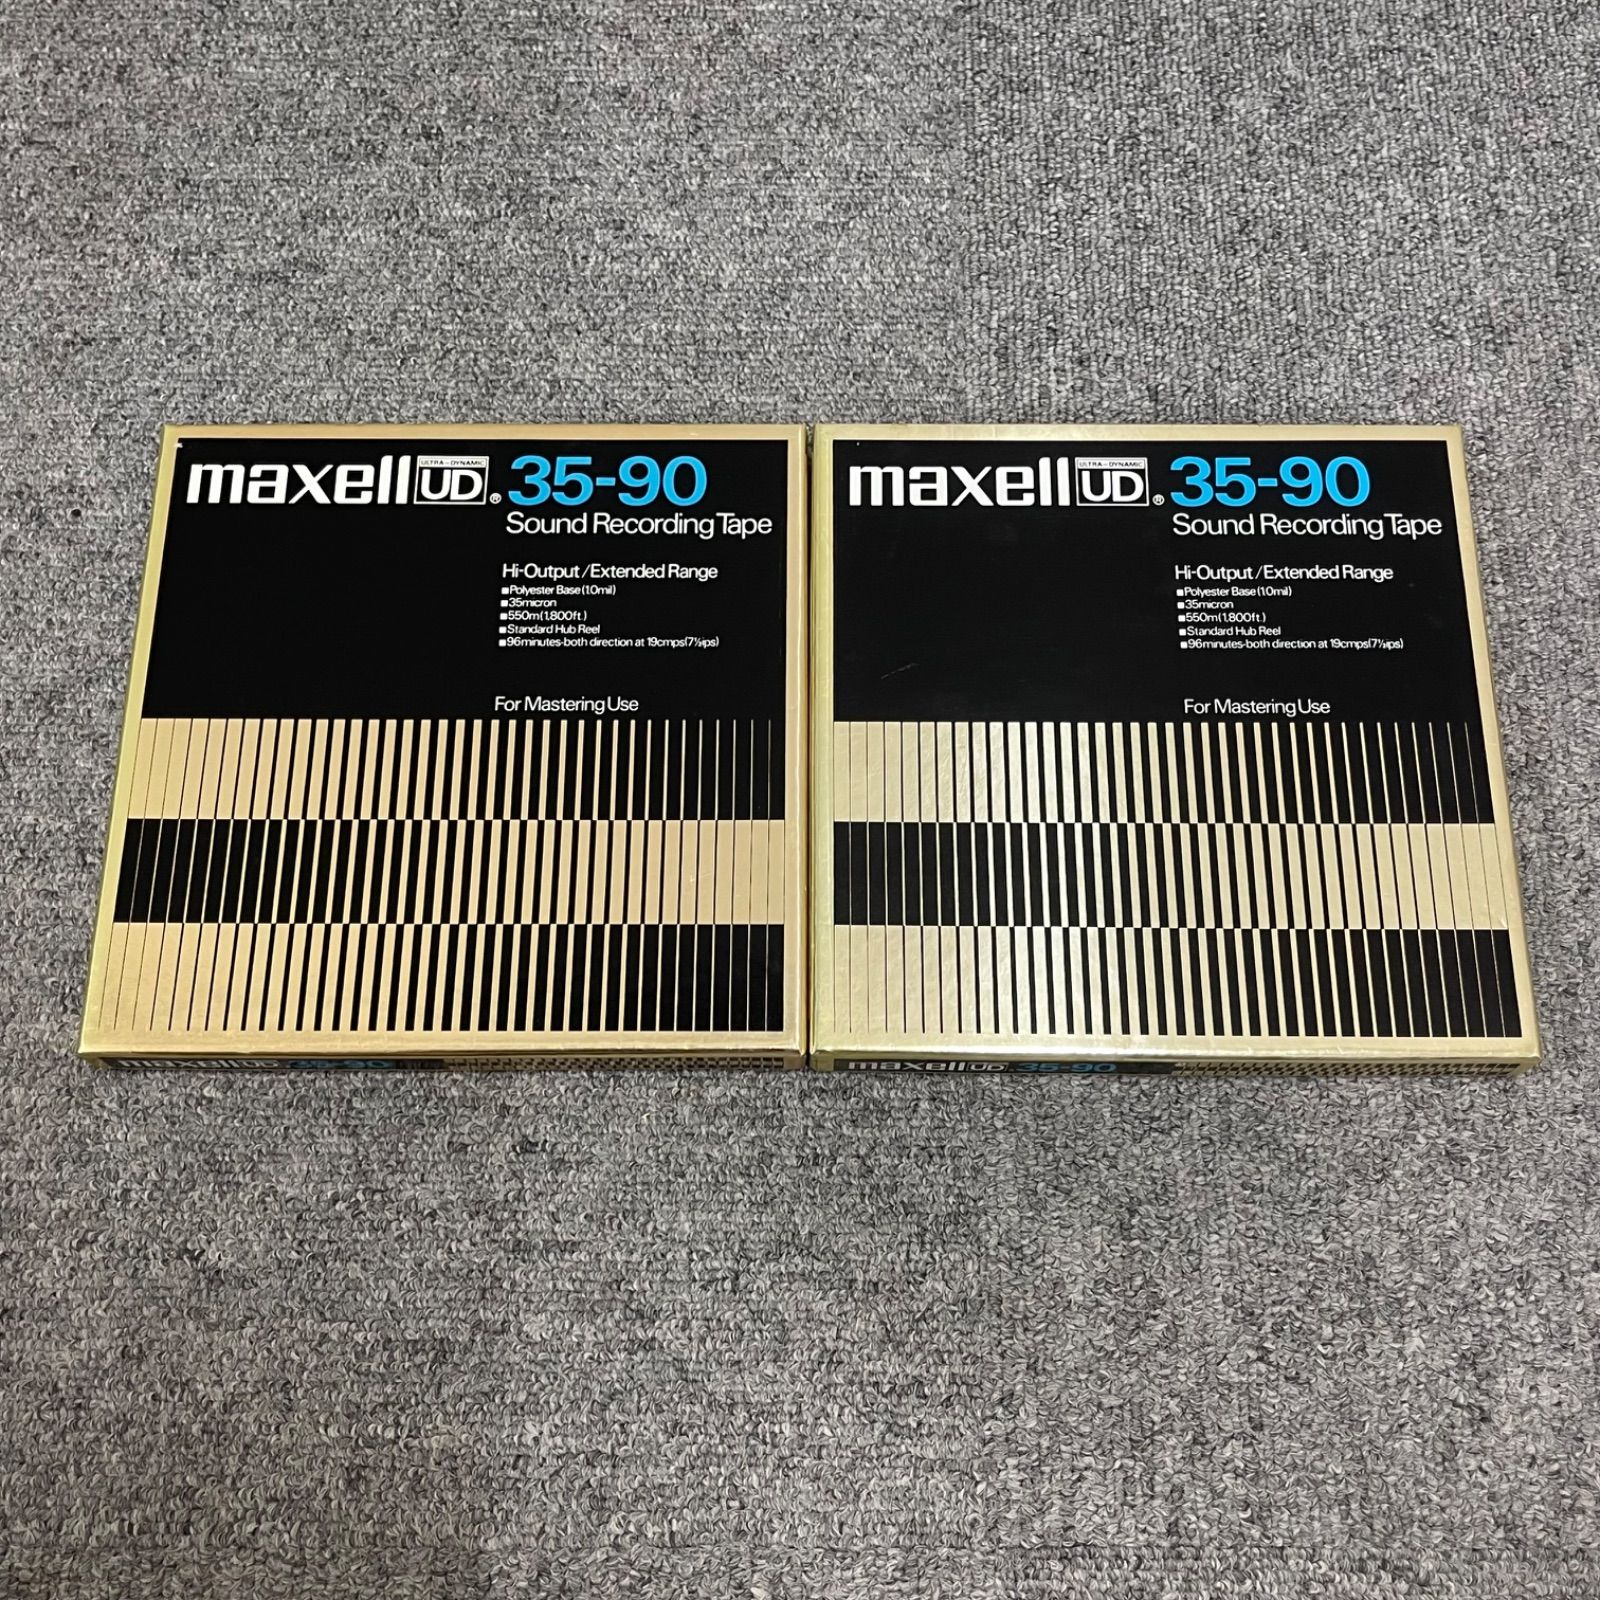 maxell ULTRA-DYNAMIC UD® 35-90
Sound Recording Tape
Hi-Output/Extended Range
■Polyester Base(1.0mil)
■35micron
■550m(1,800ft.)
■Standard Hub Reel
■96minutes-both direction at 19cmps(7½ips)
For Mastering Use
maxell UD 35-90
maxell ULTRA-DYNAMIC UD® 35-90
Sound Recording Tape
Hi-Output/Extended Range
■Polyester Base(1.0mil)
■35micron
■550m(1,800ft.)
■Standard Hub Reel
■96minutes-both direction at 19cmps(7½ips)
For Mastering Use
maxell UD 35-90